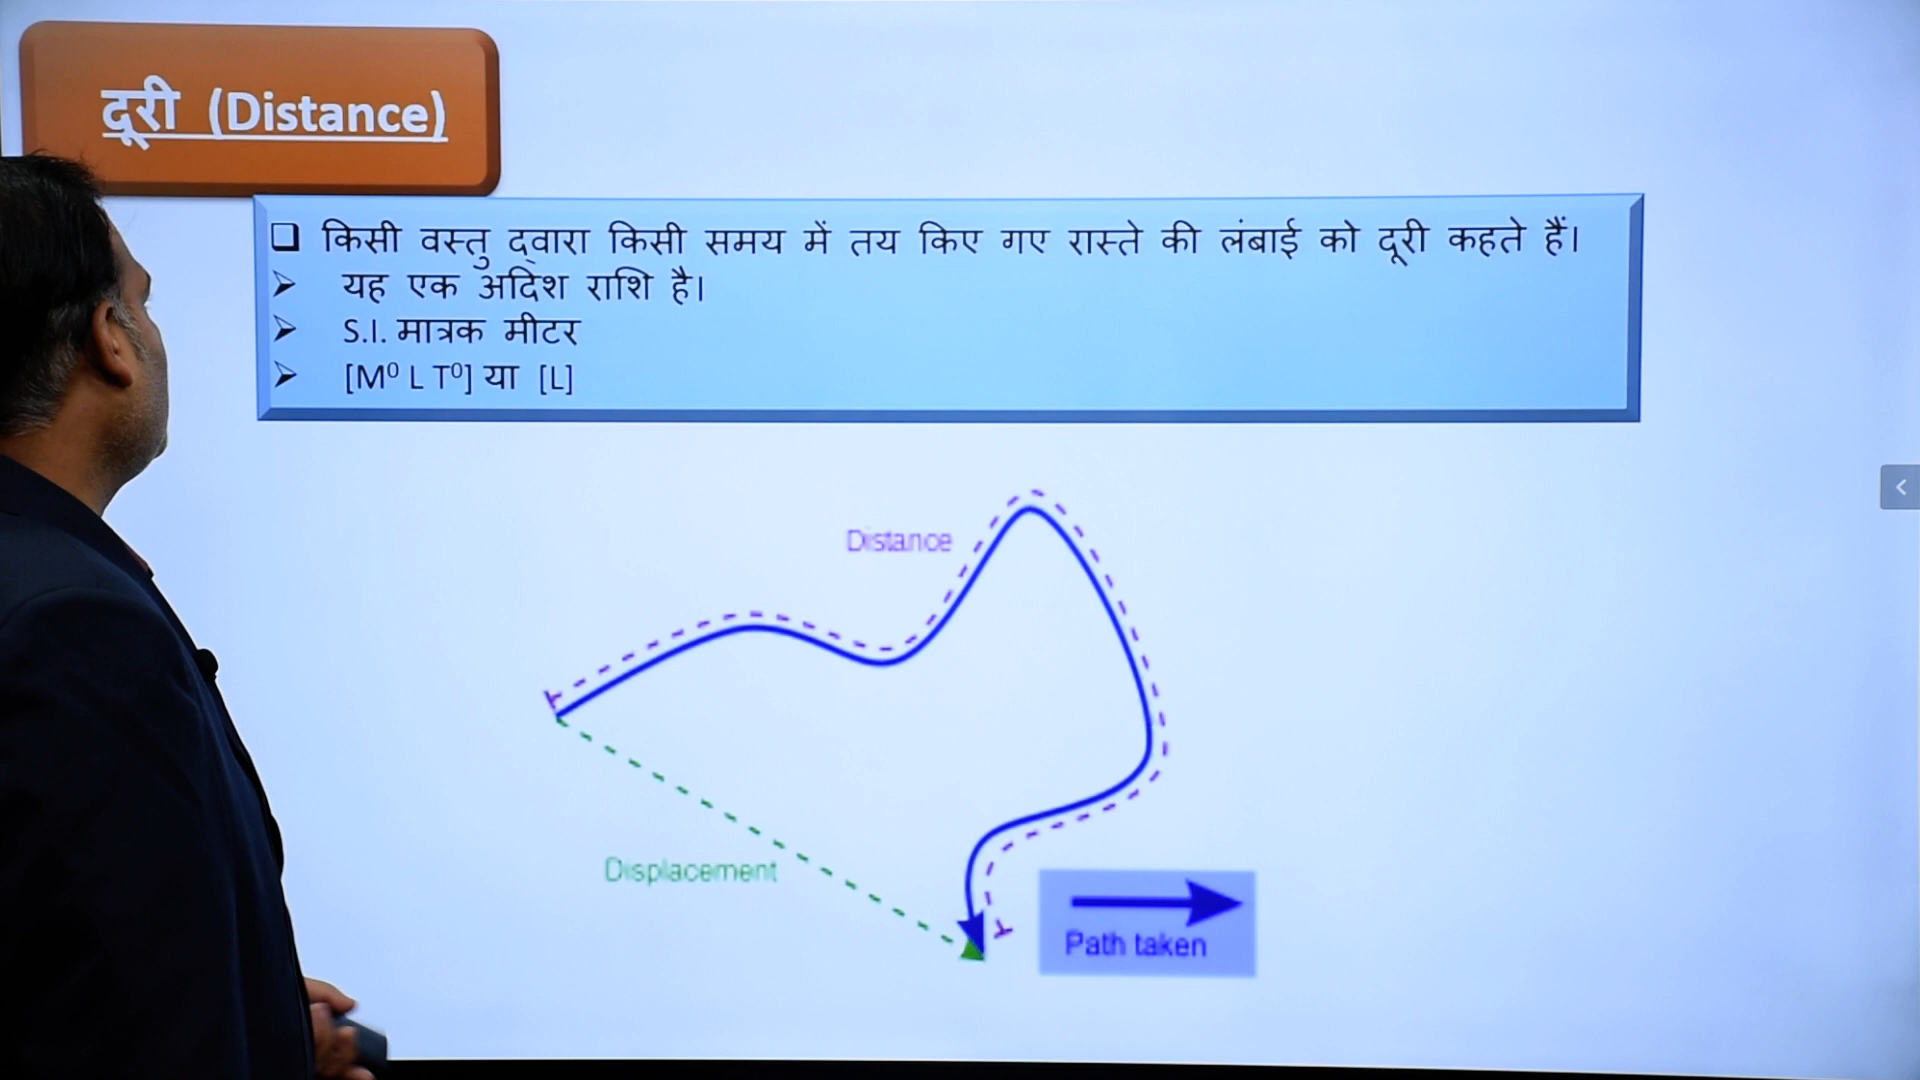 दूरी (Distance)
किसी वस्तु द्वारा किसी समय में तय किए गए रास्ते की लंबाई को दूरी कहते हैं।
यह एक अदिश राशि है।
S.I. मात्रक मीटर
[M⁰ L T⁰] या [L]
Distance
Displacement
Path taken